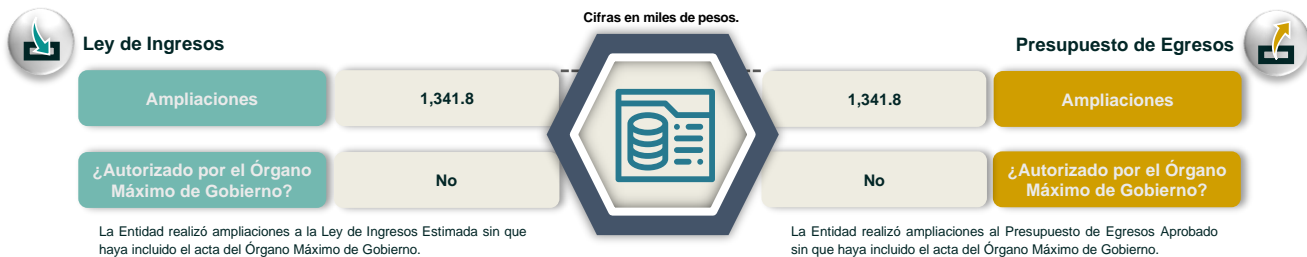 Cifras en miles de pesos.
Ley de Ingresos
Presupuesto de Egresos
Ampliaciones
1,341.8
1,341.8
Ampliaciones
¿Autorizado por el Órgano
Máximo de Gobierno?
No
No
¿Autorizado por el Órgano
Máximo de Gobierno?
La Entidad realizó ampliaciones a la Ley de Ingresos Estimada sin que
haya incluido el acta del Órgano Máximo de Gobierno.
La Entidad realizó ampliaciones al Presupuesto de Egresos Aprobado
sin que haya incluido el acta del Órgano Máximo de Gobierno.